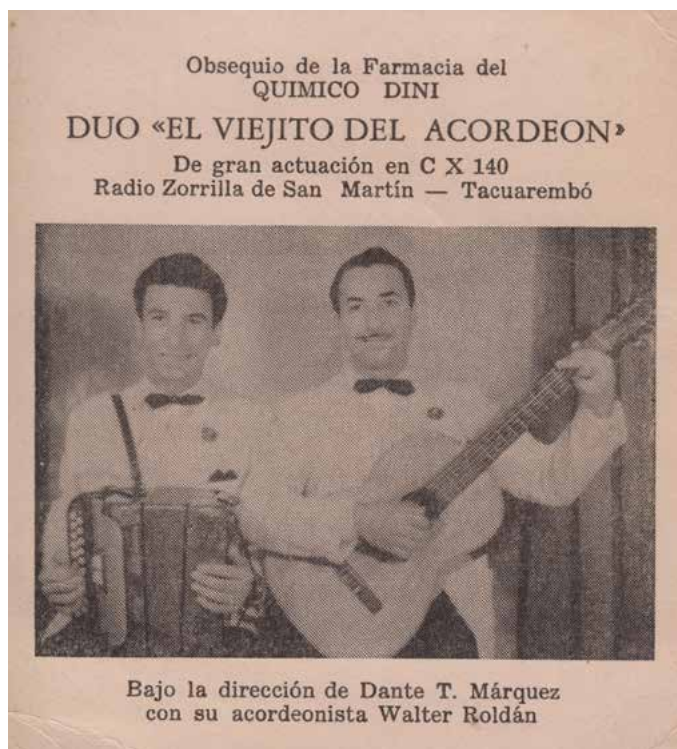 Obsequio de la Farmacia del
QUIMICO DINI
DUO «EL VIEJITO DEL ACORDEON»
De gran actuación en C X 140
Radio Zorrilla de San Martín — Tacuarembó
Bajo la dirección de Dante T. Márquez
con su acordeonista Walter Roldán